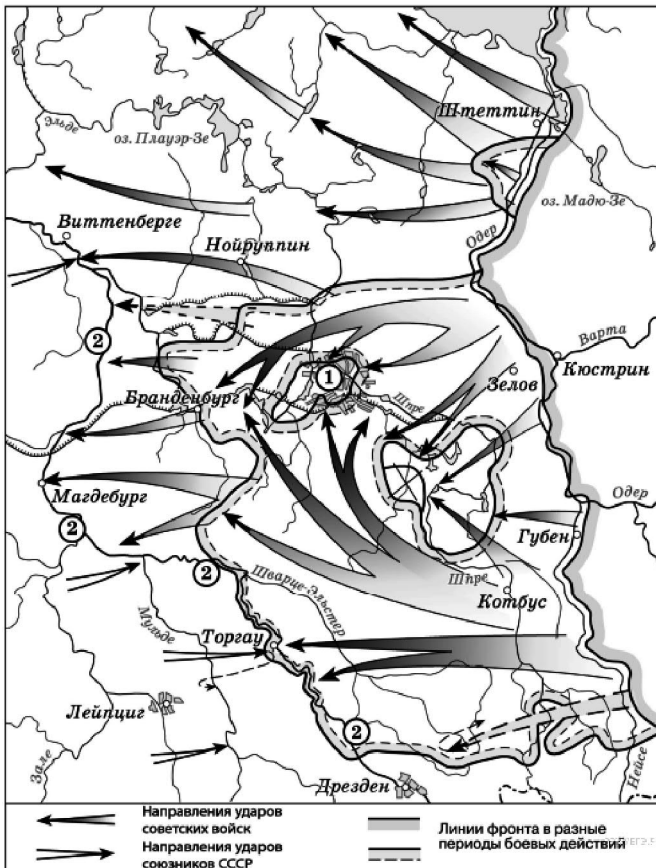 Штеттин
Эльде
оз. Плауэр-Зе
оз. Мадю-Зе
Виттенберге
Нойруппин
Одер
2
Варта
1
Кюстрин
Зелов
Шпре
Бранденбург
Магдебург
Одер
2
Губен
2
Шварце-Эльстер
Шпре
Котбус
Мульде
Торгау
Лейпциг
2
Зале
Дрезден
Нейсе
Направления ударов
советских войск
Направления ударов
союзников СССР
Линии фронта в разные
периоды боевых действий